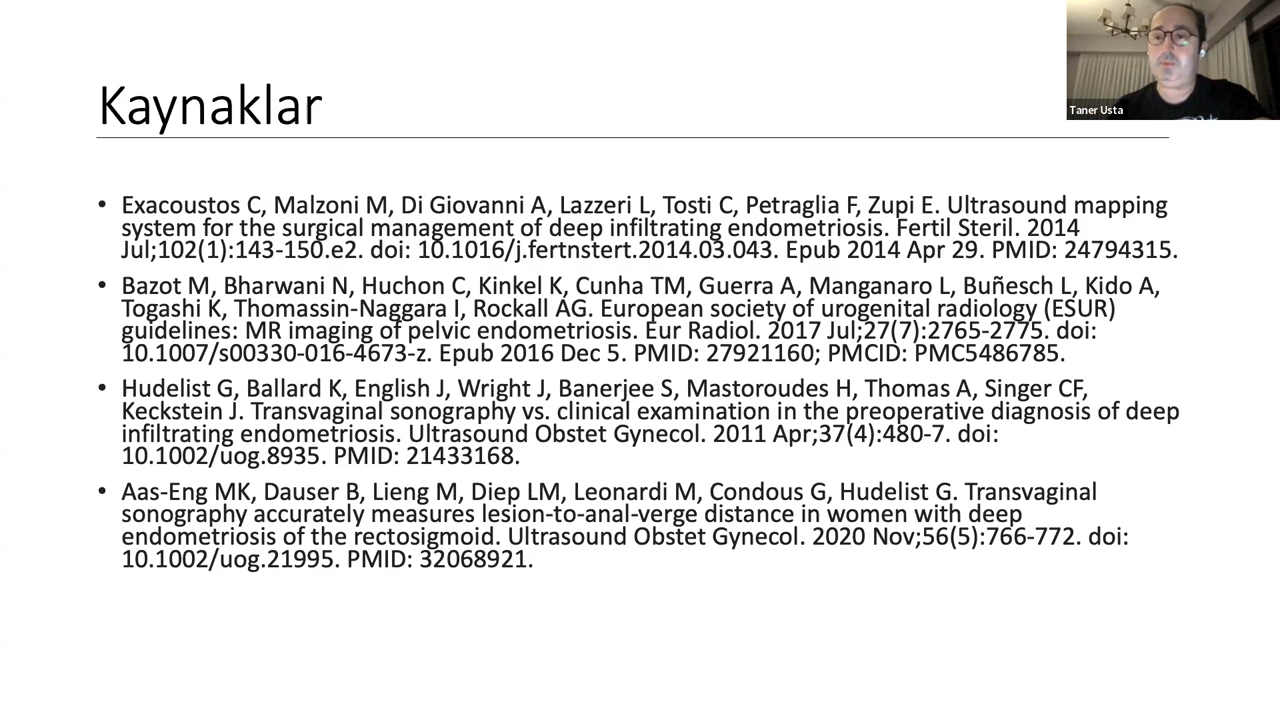 Kaynaklar
Taner Usta
• Exacoustos C, Malzoni M, Di Giovanni A, Lazzeri L, Tosti C, Petraglia F, Zupi E. Ultrasound mapping
system for the surgical management of deep infiltrating endometriosis. Fertil Steril. 2014
Jul;102(1):143-150.e2. doi: 10.1016/j.fertnstert.2014.03.043. Epub 2014 Apr 29. PMID: 24794315.
• Bazot M, Bharwani N, Huchon C, Kinkel K, Cunha TM, Guerra A, Manganaro L, Buñesch L, Kido A,
Togashi K, Thomassin-Naggara I, Rockall AG. European society of urogenital radiology (ESUR)
guidelines: MR imaging of pelvic endometriosis. Eur Radiol. 2017 Jul;27(7):2765-2775. doi:
10.1007/s00330-016-4673-z. Epub 2016 Dec 5. PMID: 27921160; PMCID: PMC5486785.
• Hudelist G, Ballard K, English J, Wright J, Banerjee S, Mastoroudes H, Thomas A, Singer CF,
Keckstein J. Transvaginal sonography vs. clinical examination in the preoperative diagnosis of deep
infiltrating endometriosis. Ultrasound Obstet Gynecol. 2011 Apr;37(4):480-7. doi:
10.1002/uog.8935. PMID: 21433168.
• Aas-Eng MK, Dauser B, Lieng M, Diep LM, Leonardi M, Condous G, Hudelist G. Transvaginal
sonography accurately measures lesion-to-anal-verge distance in women with deep
endometriosis of the rectosigmoid. Ultrasound Obstet Gynecol. 2020 Nov;56(5):766-772. doi:
10.1002/uog.21995. PMID: 32068921.